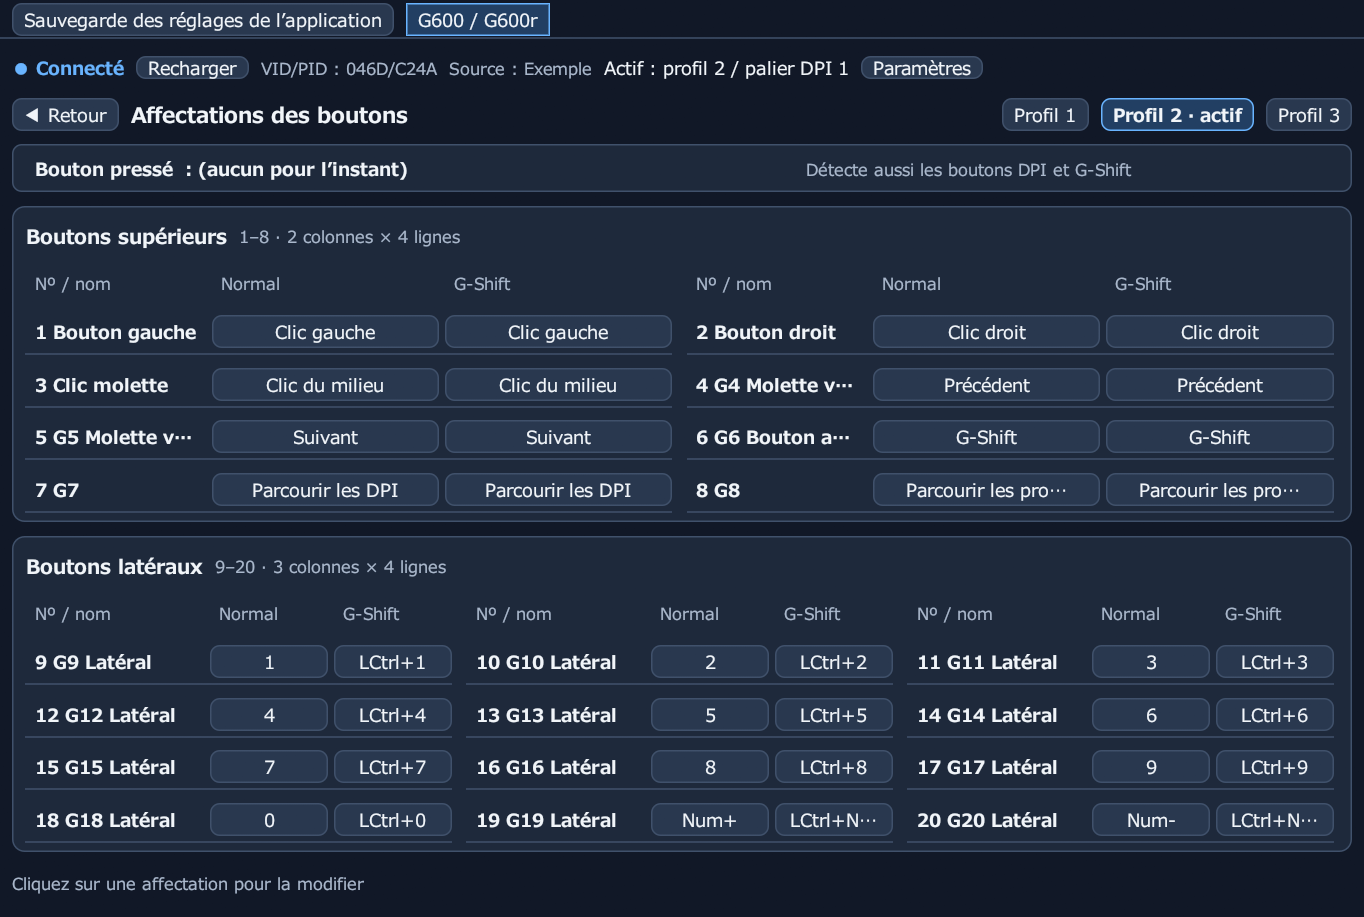 Sauvegarde des réglages de l’application G600 / G600r
Connecté Recharger VID/PID : 046D/C24A Source : Exemple Actif : profil 2 / palier DPI 1 Paramètres
◀ Retour Affectations des boutons Profil 1 Profil 2 · actif Profil 3
Bouton pressé : (aucun pour l’instant) Détecte aussi les boutons DPI et G-Shift
Boutons supérieurs 1–8 · 2 colonnes × 4 lignes
Nº / nom Normal G-Shift Nº / nom Normal G-Shift
1 Bouton gauche Clic gauche Clic gauche 2 Bouton droit Clic droit Clic droit
3 Clic molette Clic du milieu Clic du milieu 4 G4 Molette v··· Précédent Précédent
5 G5 Molette v··· Suivant Suivant 6 G6 Bouton a··· G-Shift G-Shift
7 G7 Parcourir les DPI Parcourir les DPI 8 G8 Parcourir les pro··· Parcourir les pro···
Boutons latéraux 9–20 · 3 colonnes × 4 lignes
Nº / nom Normal G-Shift Nº / nom Normal G-Shift Nº / nom Normal G-Shift
9 G9 Latéral 1 LCtrl+1 10 G10 Latéral 2 LCtrl+2 11 G11 Latéral 3 LCtrl+3
12 G12 Latéral 4 LCtrl+4 13 G13 Latéral 5 LCtrl+5 14 G14 Latéral 6 LCtrl+6
15 G15 Latéral 7 LCtrl+7 16 G16 Latéral 8 LCtrl+8 17 G17 Latéral 9 LCtrl+9
18 G18 Latéral 0 LCtrl+0 19 G19 Latéral Num+ LCtrl+N··· 20 G20 Latéral Num- LCtrl+N···
Cliquez sur une affectation pour la modifier